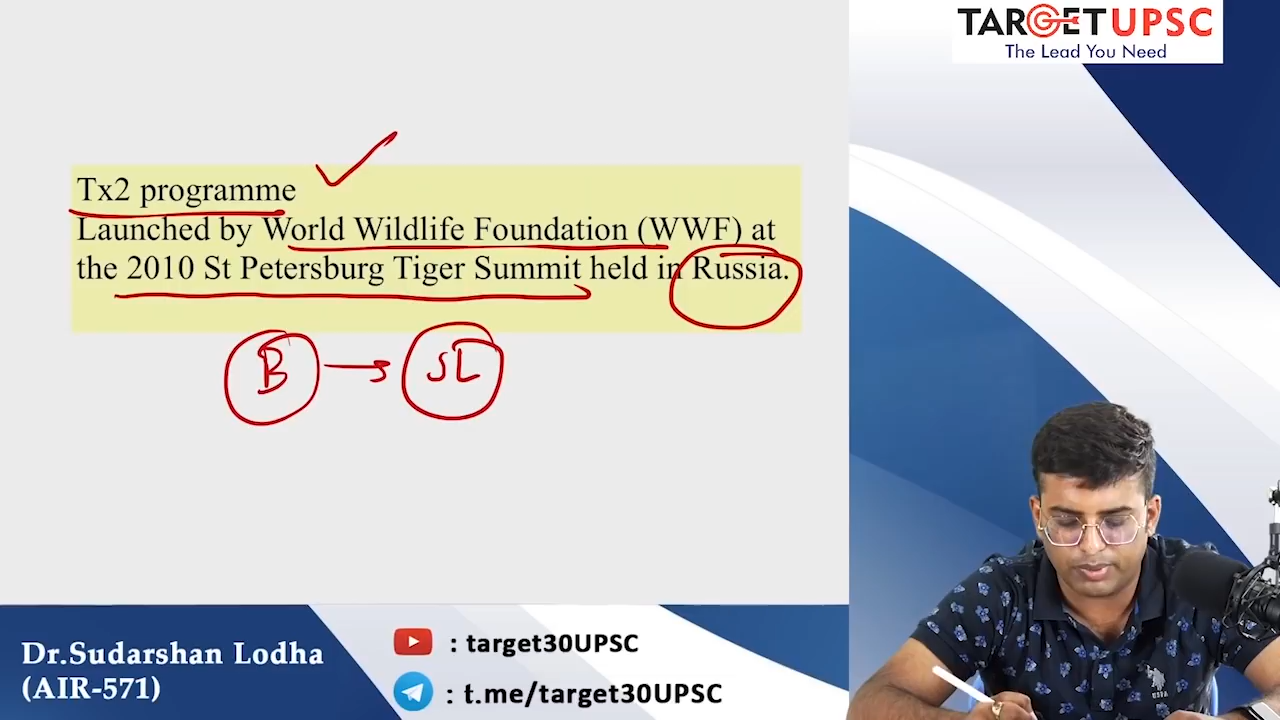 TARGETUPSC
The Lead You Need
Tx2 programme
Launched by World Wildlife Foundation (WWF) at
the 2010 St Petersburg Tiger Summit held in Russia.
B → SL
Dr.Sudarshan Lodha
(AIR-571)
: target30UPSC
: t.me/target30UPSC